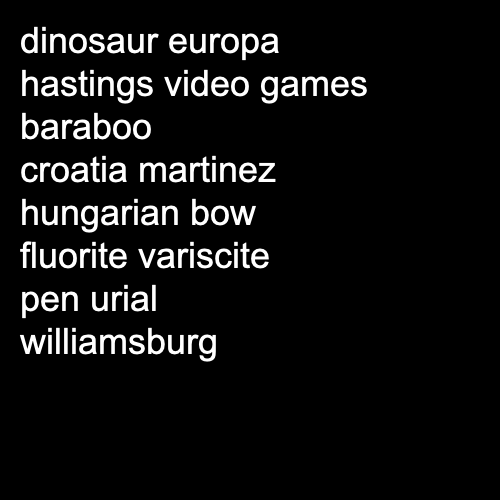 dinosaur europa
hastings video games
baraboo
croatia martinez
hungarian bow
fluorite variscite
pen urial
williamsburg